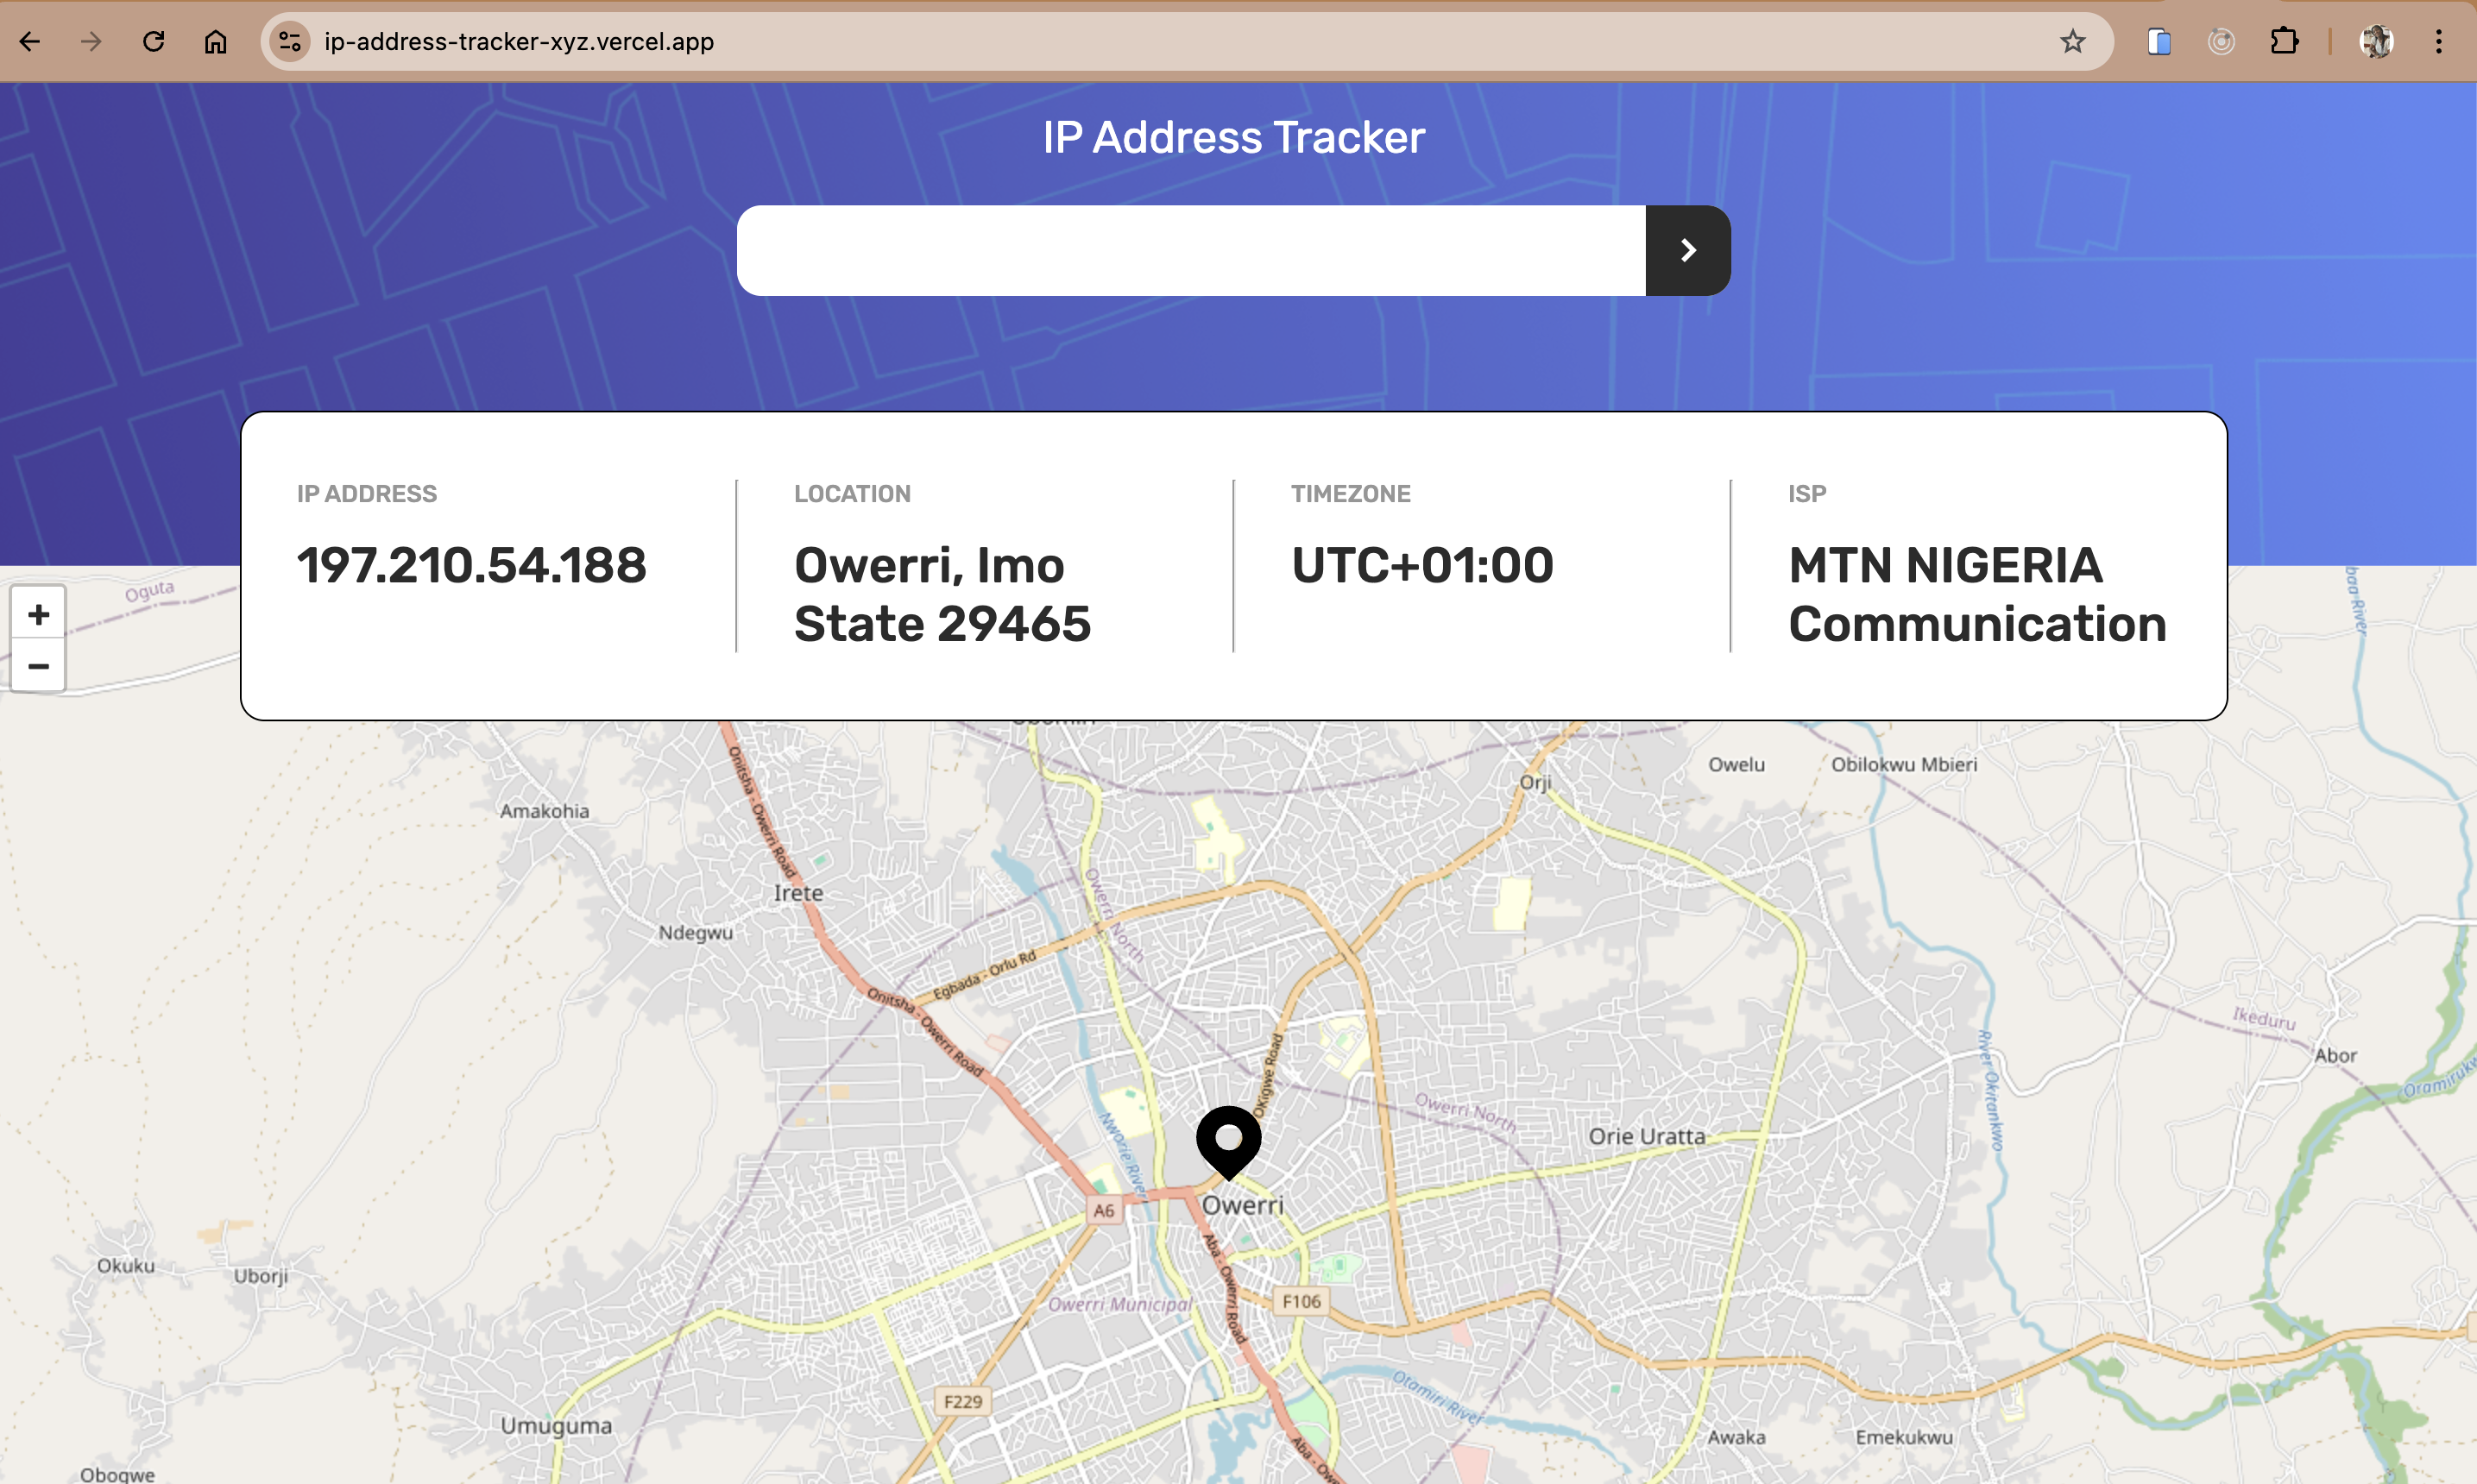 ip-address-tracker-xyz.vercel.app
IP Address Tracker
IP ADDRESS
197.210.54.188
LOCATION
Owerri, Imo
State 29465
TIMEZONE
UTC+01:00
ISP
MTN NIGERIA
Communication
+
−
Oguta
Onitsha - Owerri Road
Orji
Owelu
Obilokwu Mbieri
Amakohia
Irete
Ndegwu
Owerri North
Egbada - Orlu Rd
Onitsha - Owerri Road
Ikeduru
Abor
River Okitankwo
Okigwe Road
Owerri North
Orie Uratta
Nworie River
A6
Owerri
Okuku
Uborji
Aba - Owerri Road
Owerri Municipal
F106
F229
Otamiri River
Umuguma
Awaka
Emekukwu
Obogwe